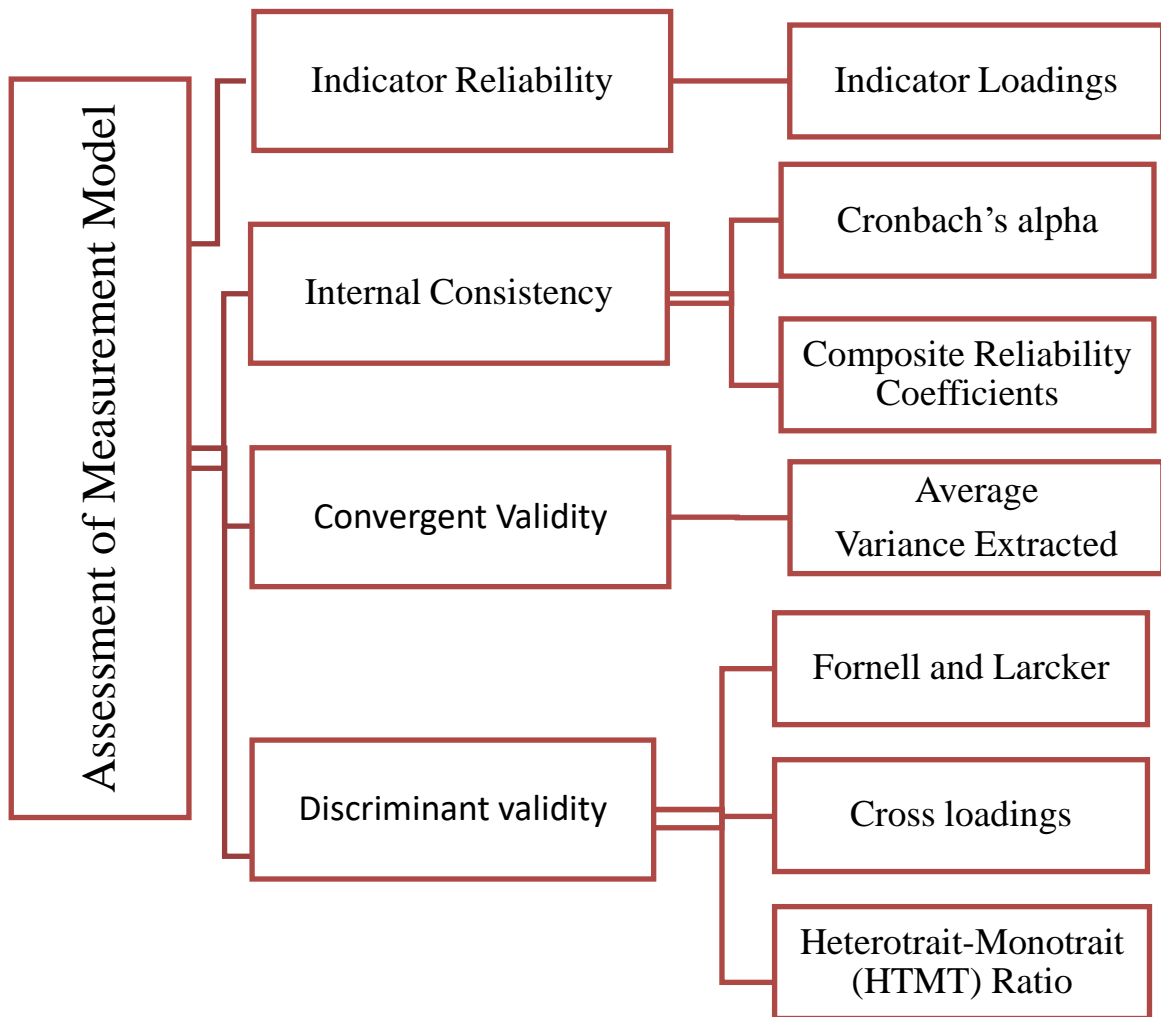 Assessment of Measurement Model
Indicator Reliability
Indicator Loadings
Internal Consistency
Cronbach’s alpha
Composite Reliability
Coefficients
Convergent Validity
Average
Variance Extracted
Discriminant validity
Fornell and Larcker
Cross loadings
Heterotrait-Monotrait
(HTMT) Ratio